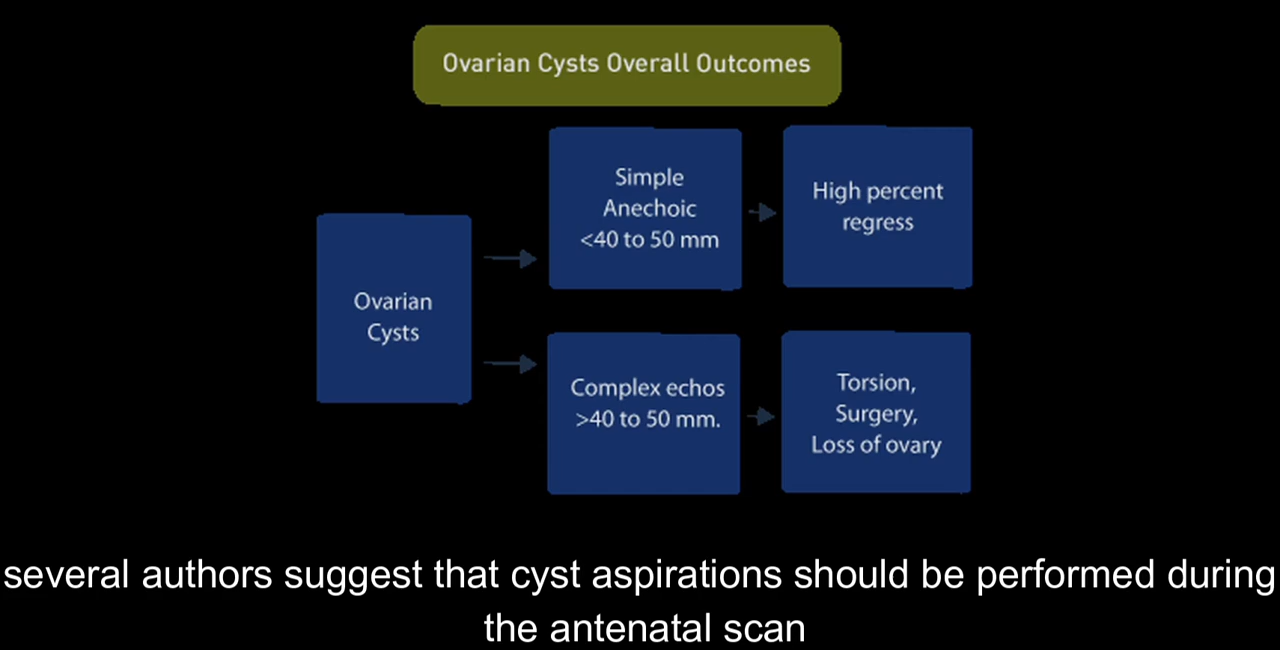 Ovarian Cysts Overall Outcomes
Simple
Anechoic
<40 to 50 mm
High percent
regress
Ovarian
Cysts
Complex echos
>40 to 50 mm.
Torsion,
Surgery,
Loss of ovary
several authors suggest that cyst aspirations should be performed during
the antenatal scan